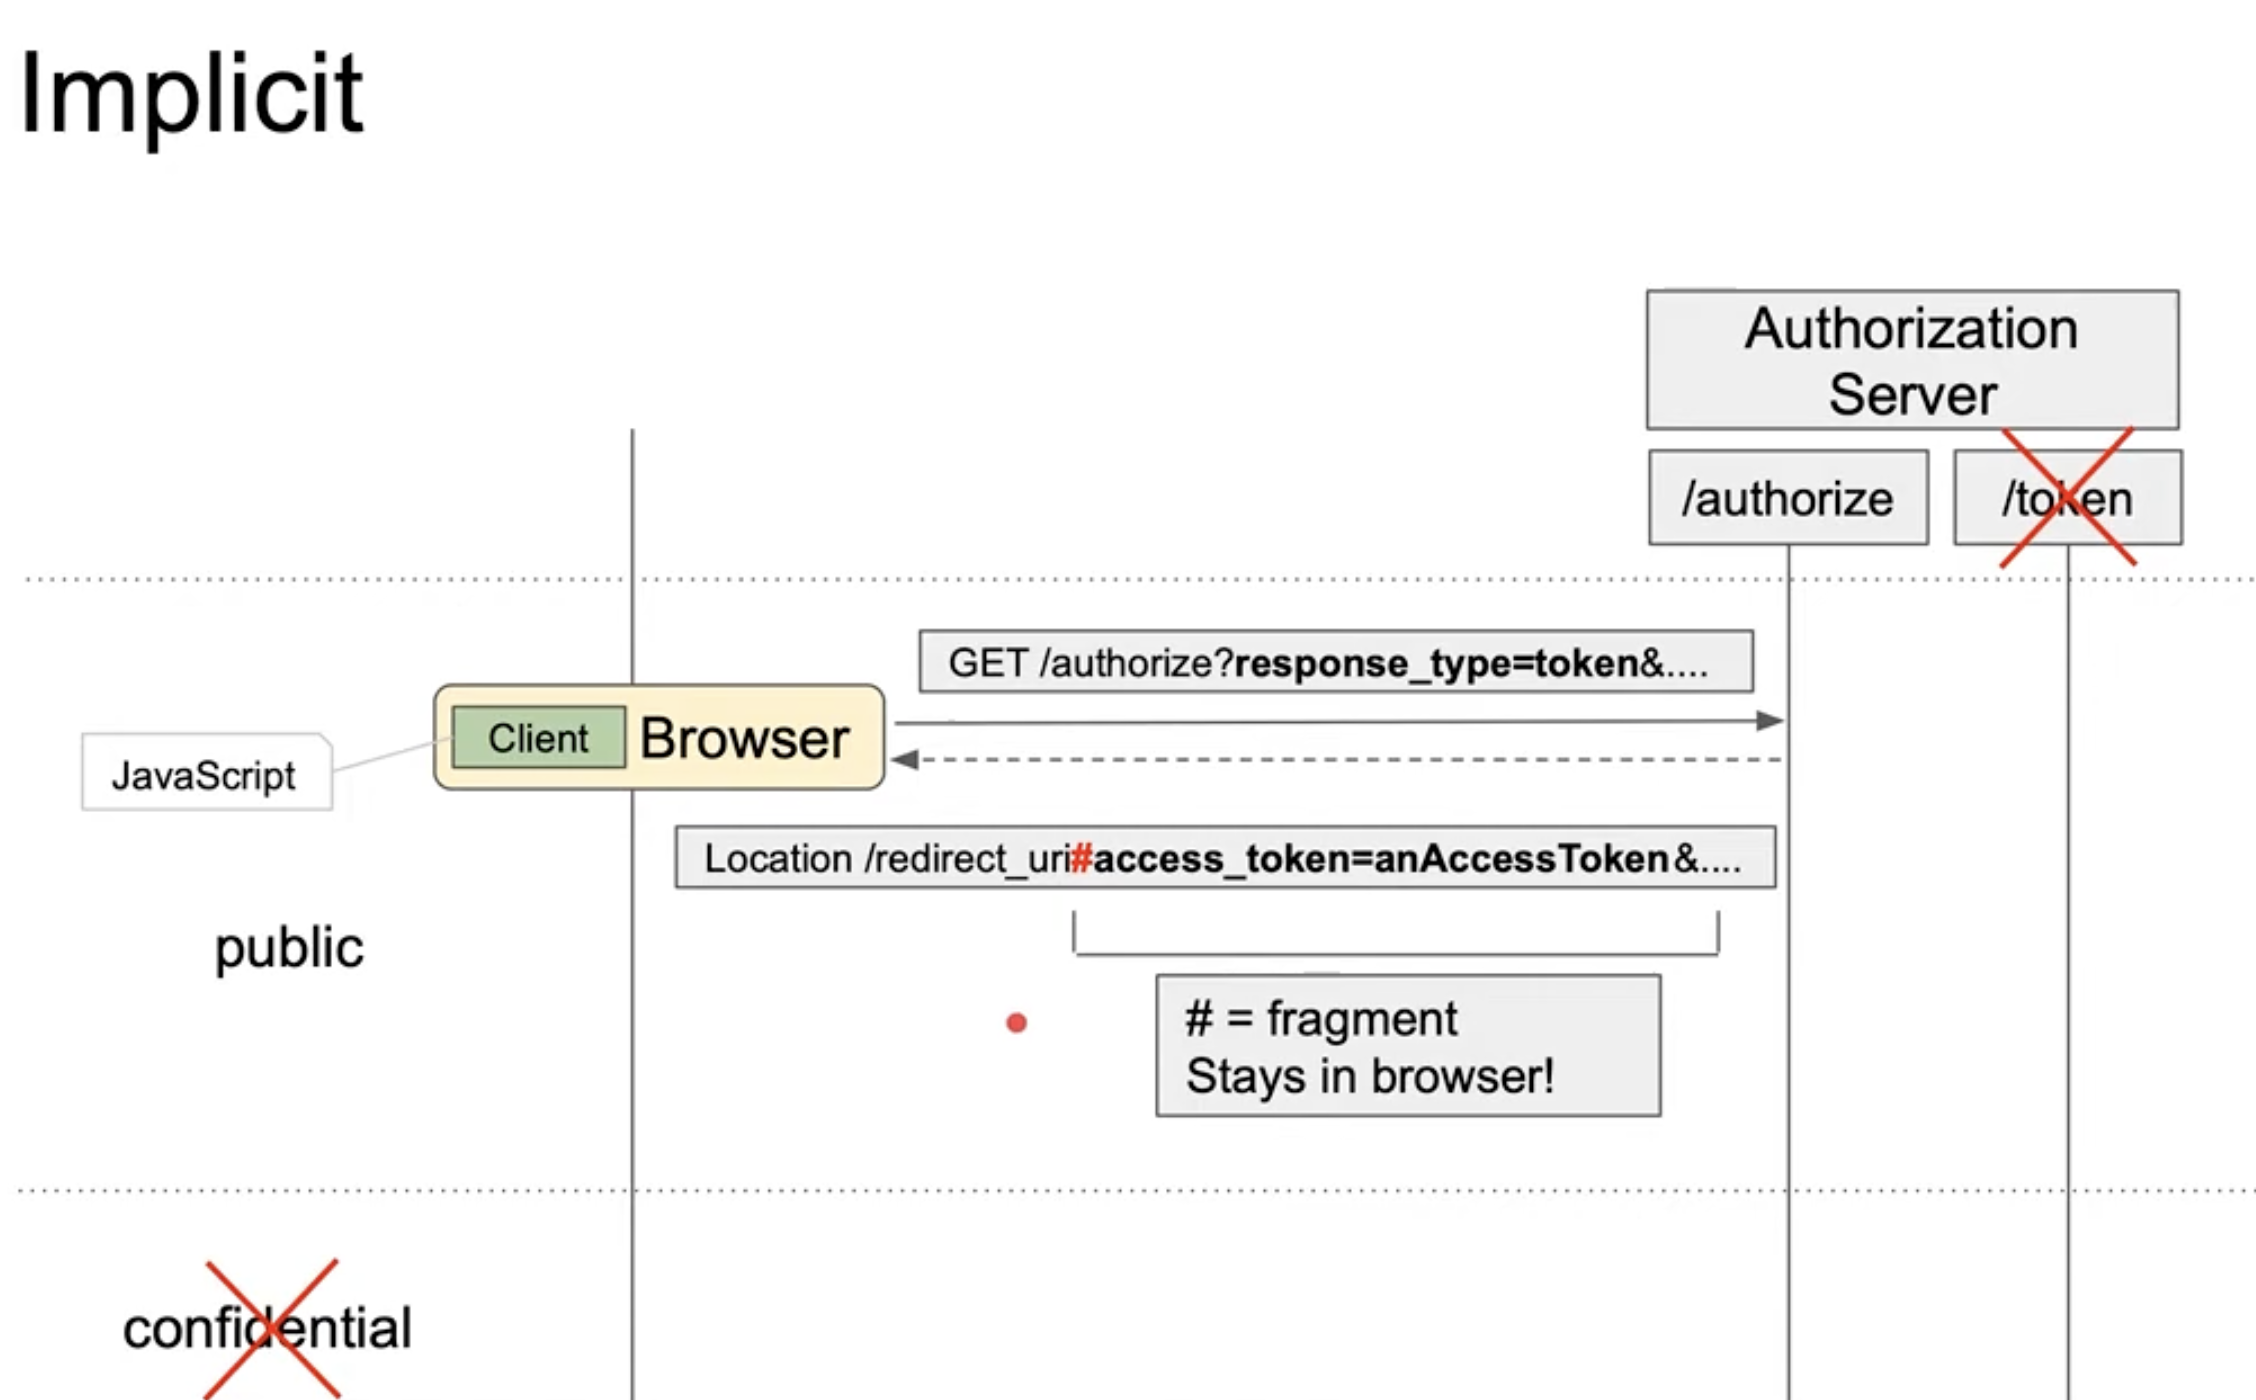 Implicit
Authorization
Server
/authorize
/token
GET /authorize?response_type=token&....
Client
Browser
JavaScript
Location /redirect_uri#access_token=anAccessToken&....
public
# = fragment
Stays in browser!
confidential